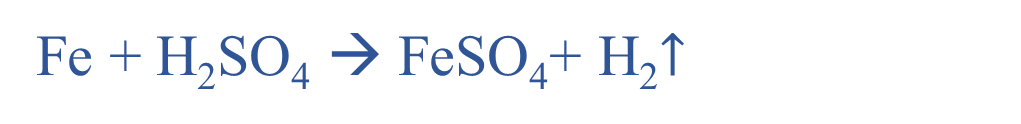 Fe + H₂SO₄ → FeSO₄+ H₂↑